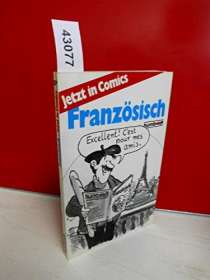 43077
Jetzt in Comics
Französisch
Excellent! C'est
pour mes
amis.